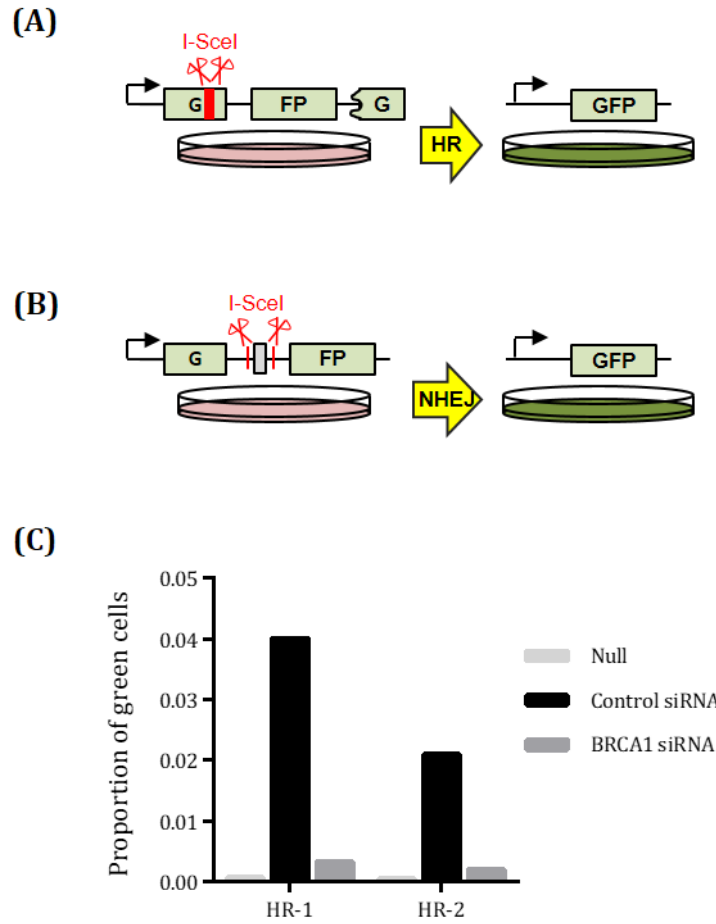 (A)
I-SceI
G FP G
HR
GFP
(B)
I-SceI
G FP
NHEJ
GFP
(C)
Proportion of green cells
0.05
0.04
0.03
0.02
0.01
0.00
HR-1 HR-2
Null
Control siRNA
BRCA1 siRNA